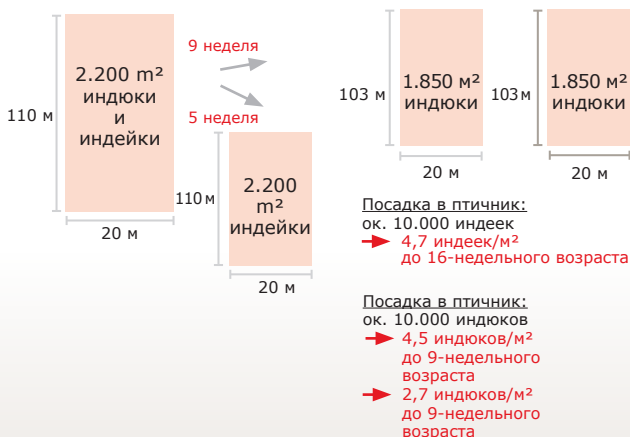 2.200 m²
индюки
и
индейки
110 м
20 м
9 неделя
5 неделя
2.200
m²
индейки
110 м
20 м
1.850 м²
индюки
103 м
20 м
1.850 м²
индюки
103 м
20 м
Посадка в птичник:
ок. 10.000 индеек
4,7 индеек/м²
до 16-недельного возраста
Посадка в птичник:
ок. 10.000 индюков
4,5 индюков/м²
до 9-недельного
возраста
2,7 индюков/м²
до 9-недельного
возраста